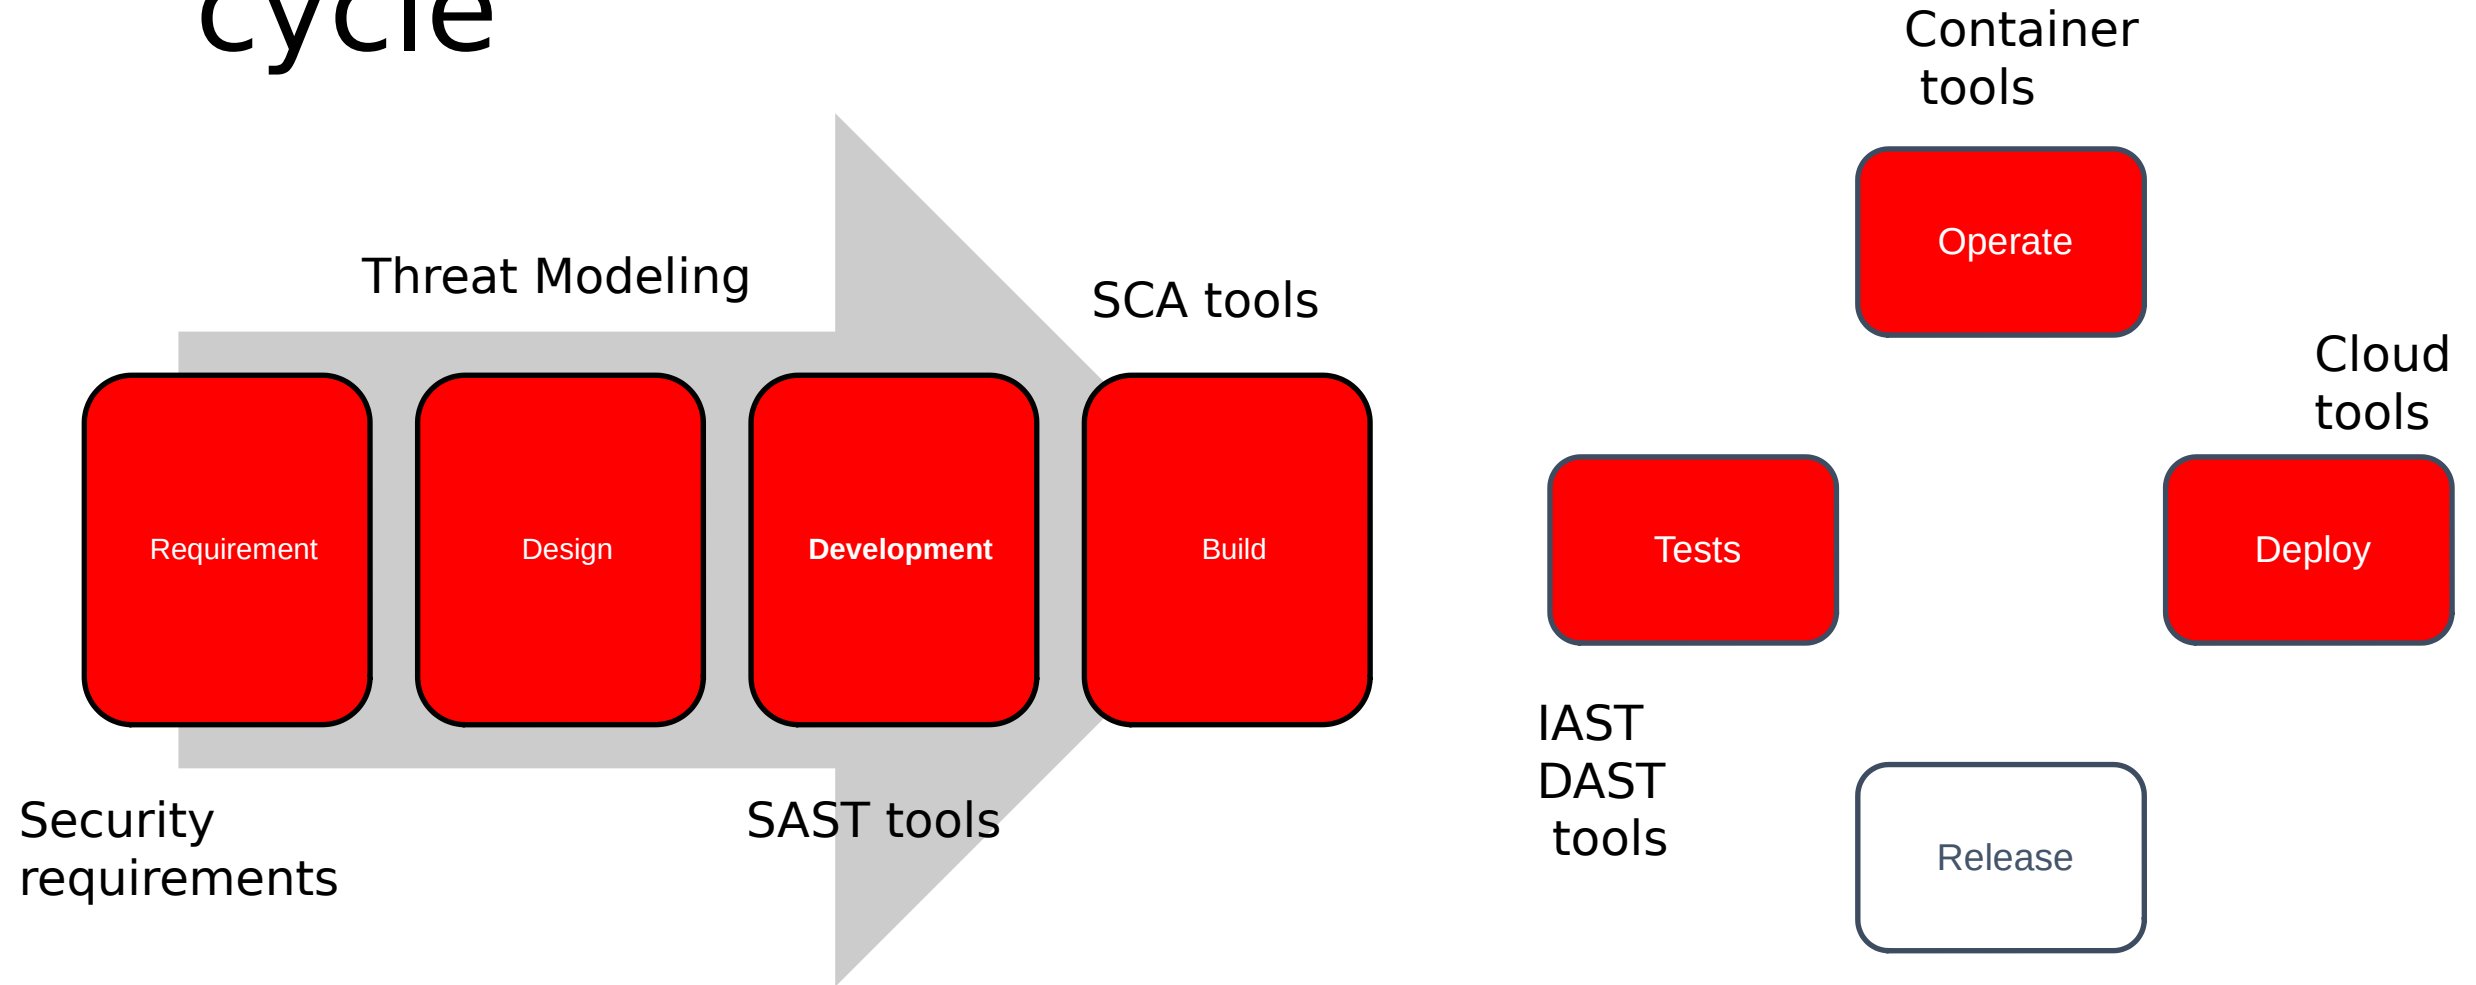 cycle
Container
tools
Operate
Threat Modeling
SCA tools
Cloud
tools
Requirement
Design
Development
Build
Tests
Deploy
IAST
DAST
tools
Security
requirements
SAST tools
Release